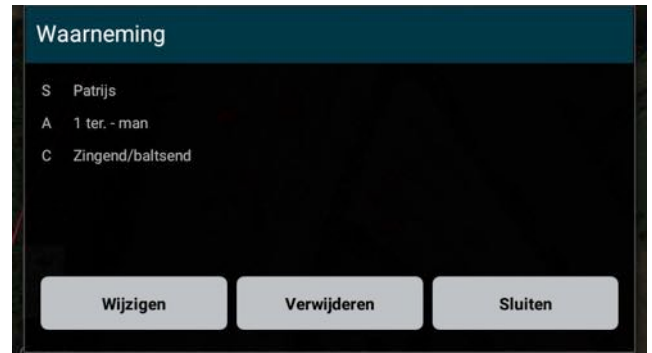 Waarneming
S Patrijs
A 1 ter. - man
C Zingend/baltsend
Wijzigen Verwijderen Sluiten